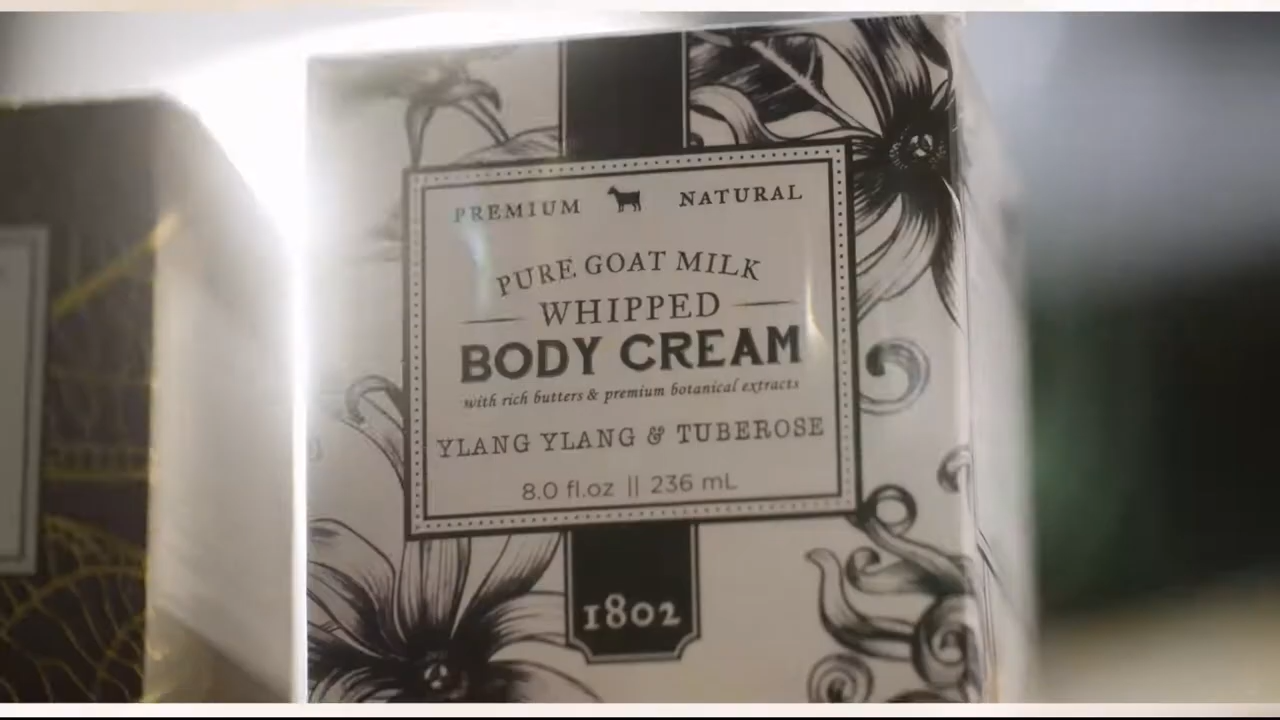 PREMIUM NATURAL
PURE GOAT MILK
WHIPPED
BODY CREAM
with rich butters & premium botanical extracts
YLANG YLANG & TUBEROSE
8.0 fl.oz || 236 mL
1802